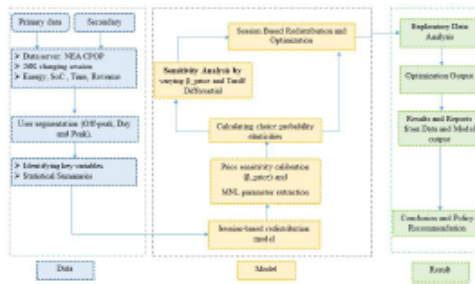 Primary data
Secondary
Data server: NEA CPOP
charging session
Energy, SoC, Time, Revenue
User segmentation (Off-peak, Day
and Peak).
Identifying key variables
Statistical Summaries
Data
Session Based Redistribution and
Optimization
Sensitivity Analysis by
varying β_price and Tariff
Differential
Calculating choice probability
elasticities
Price sensitivity calibration
(β_price) and
MNL parameter extraction
Session-based redistribution
model
Model
Exploratory Data
Analysis
Optimization Output
Results and Reports
from Data and Model
output
Conclusion and Policy
Recommendation
Result